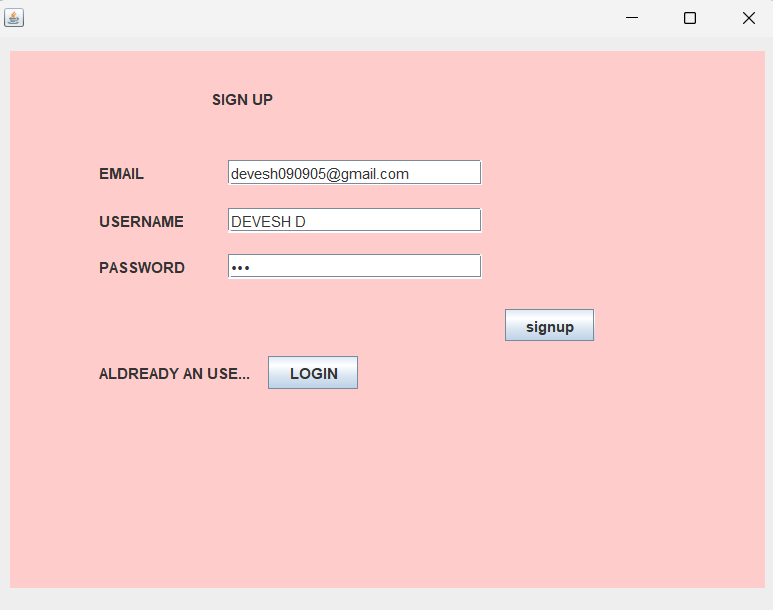 SIGN UP
EMAIL devesh090905@gmail.com
USERNAME DEVESH D
PASSWORD •••
signup
ALDREADY AN USE... LOGIN